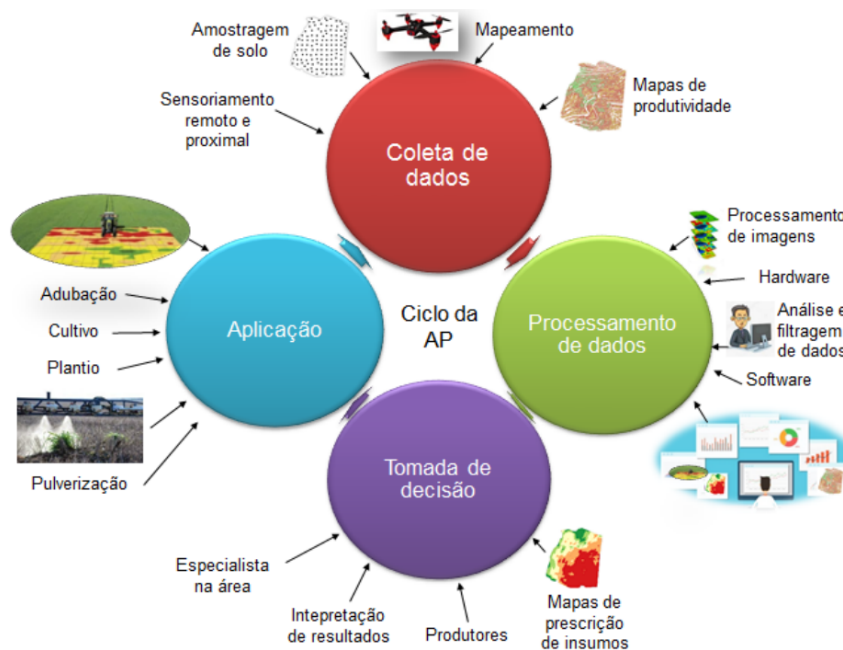 Amostragem
de solo
Mapeamento
Mapas de
produtividade
Sensoriamento
remoto e
proximal
Coleta de
dados
Processamento
de imagens
Hardware
Análise e
filtragem
de dados
Software
Processamento
de dados
Ciclo da
AP
Aplicação
Adubação
Cultivo
Plantio
Pulverização
Tomada de
decisão
Especialista
na área
Intepretação
de resultados
Produtores
Mapas de
prescrição
de insumos